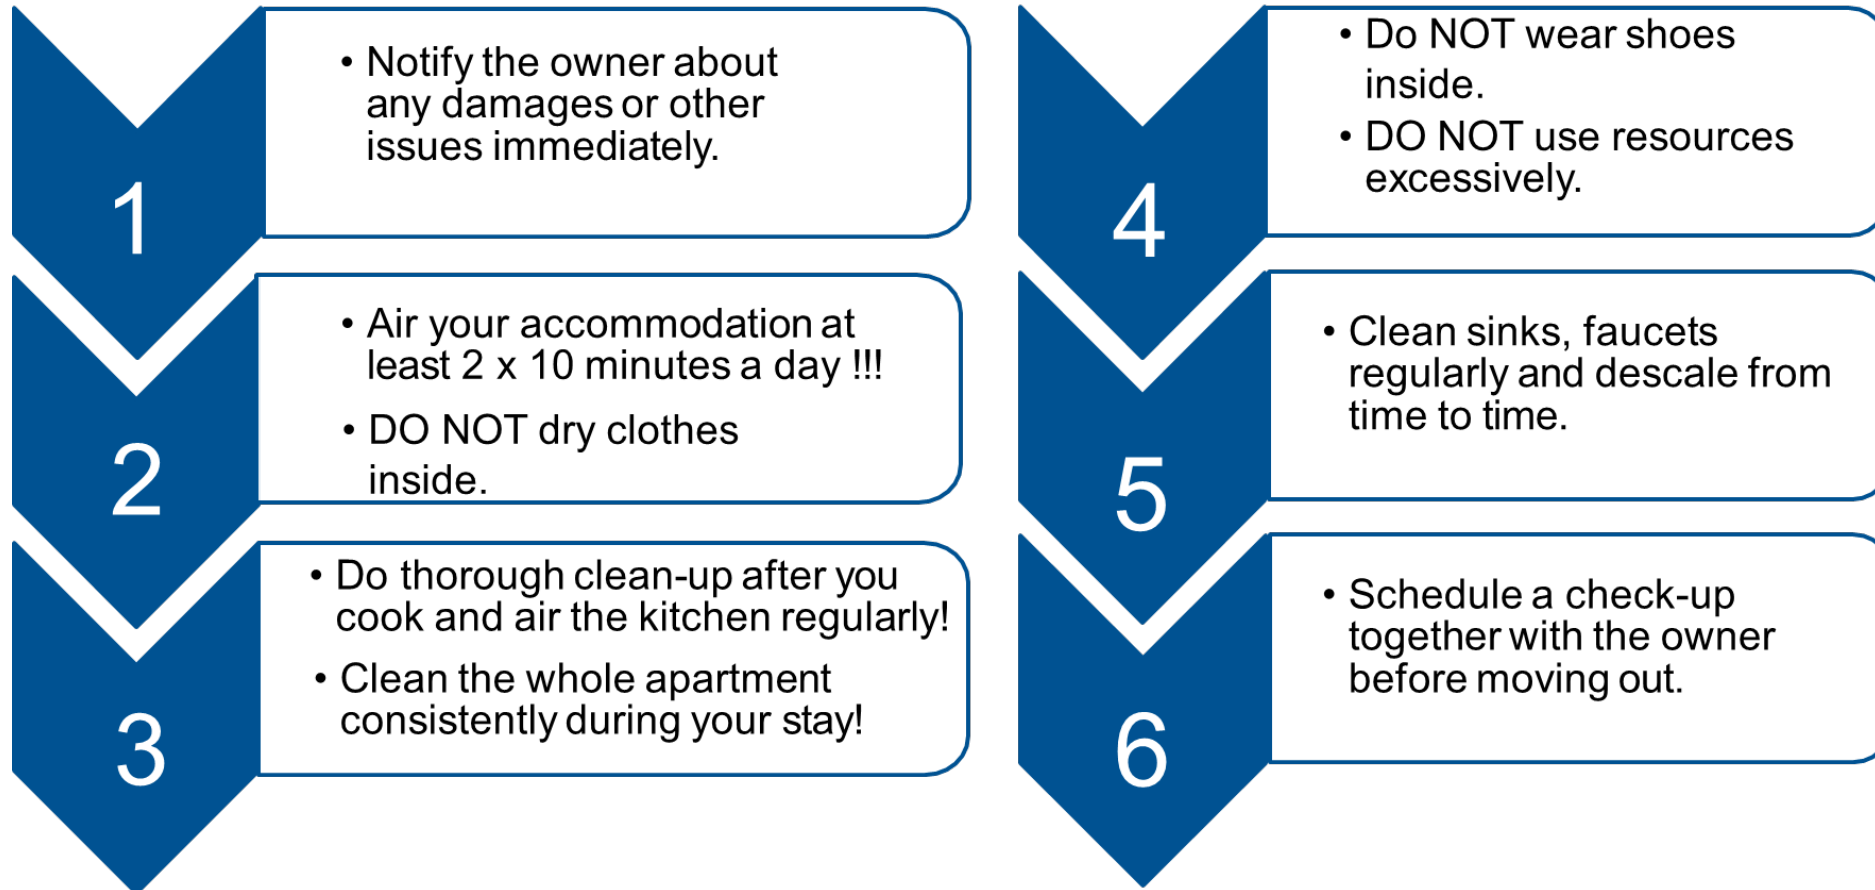 1
• Notify the owner about
any damages or other
issues immediately.
2
• Air your accommodation at
least 2 x 10 minutes a day !!!
• DO NOT dry clothes
inside.
3
• Do thorough clean-up after you
cook and air the kitchen regularly!
• Clean the whole apartment
consistently during your stay!
4
• Do NOT wear shoes
inside.
• DO NOT use resources
excessively.
5
• Clean sinks, faucets
regularly and descale from
time to time.
6
• Schedule a check-up
together with the owner
before moving out.